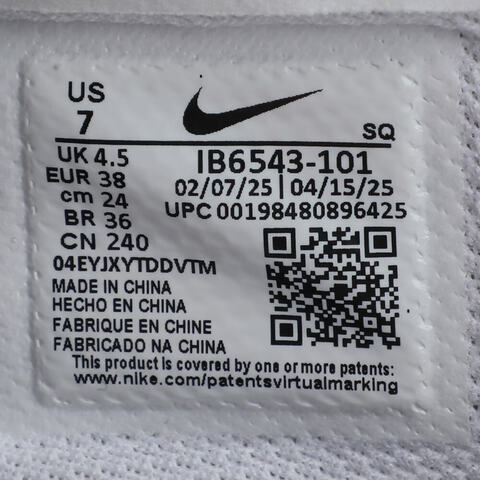 US
7
SQ
UK 4.5
EUR 38
cm 24
BR 36
CN 240
IB6543-101
02/07/25 | 04/15/25
UPC 00198480896425
04EYJXYTDDVTM
MADE IN CHINA
HECHO EN CHINA
FABRIQUE EN CHINE
FABRICADO NA CHINA
This product is covered by one or more patents:
www.nike.com/patentsvirtualmarking